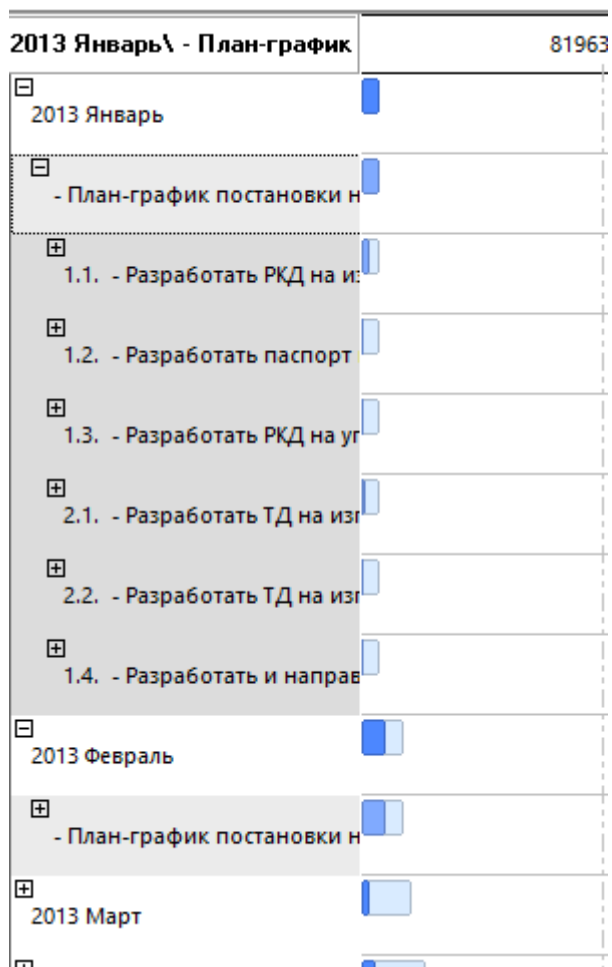 2013 Январь\ - План-график
81963
2013 Январь
- План-график постановки н
1.1. - Разработать РКД на из
1.2. - Разработать паспорт
1.3. - Разработать РКД на уп
2.1. - Разработать ТД на изг
2.2. - Разработать ТД на изг
1.4. - Разработать и направ
2013 Февраль
- План-график постановки н
2013 Март